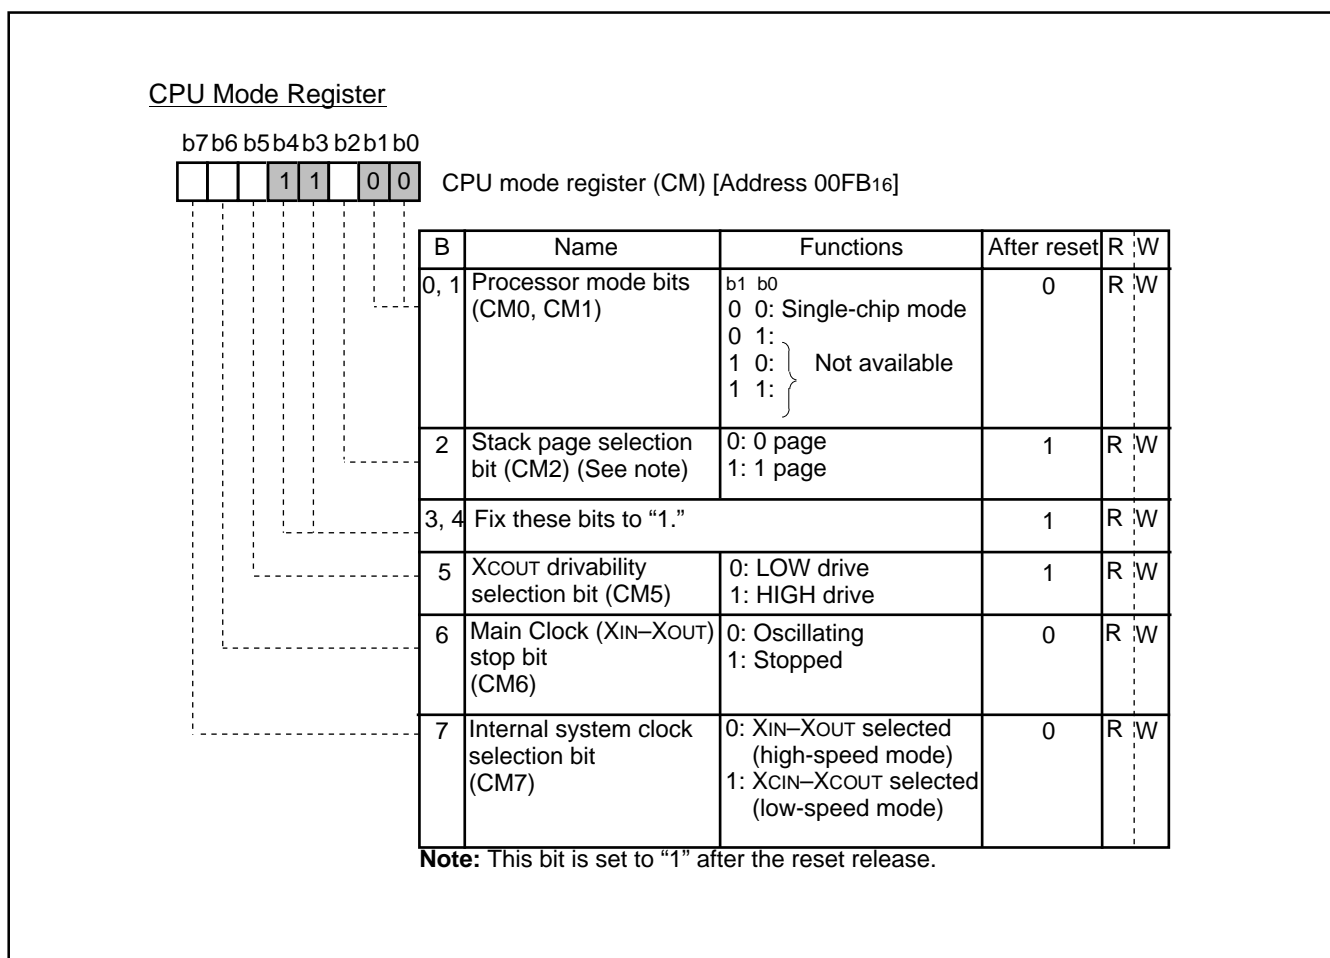 CPU Mode Register
b7 b6 b5 b4 b3 b2 b1 b0
1 1 0 0 CPU mode register (CM) [Address 00FB16]
B Name Functions After reset R W
0, 1 Processor mode bits b1 b0 0 R W
(CM0, CM1) 0 0: Single-chip mode
0 1:
1 0: Not available
1 1:
2 Stack page selection 0: 0 page 1 R W
bit (CM2) (See note) 1: 1 page
3, 4 Fix these bits to “1.” 1 R W
5 XCOUT drivability 0: LOW drive 1 R W
selection bit (CM5) 1: HIGH drive
6 Main Clock (XIN–XOUT) 0: Oscillating 0 R W
stop bit 1: Stopped
(CM6)
7 Internal system clock 0: XIN–XOUT selected 0 R W
selection bit (high-speed mode)
(CM7) 1: XCIN–XCOUT selected
(low-speed mode)
Note: This bit is set to “1” after the reset release.